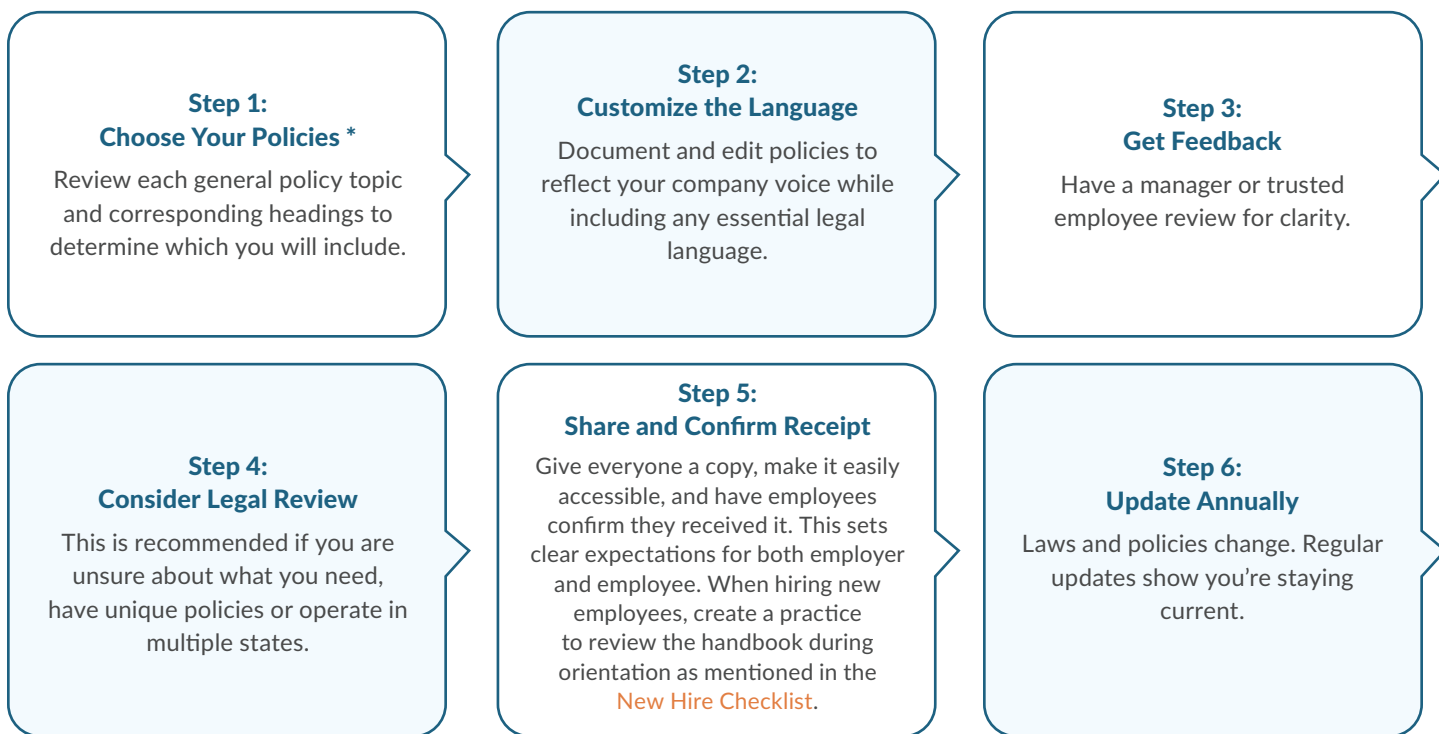 Step 1:
Choose Your Policies *
Review each general policy topic
and corresponding headings to
determine which you will include.
Step 2:
Customize the Language
Document and edit policies to
reflect your company voice while
including any essential legal
language.
Step 3:
Get Feedback
Have a manager or trusted
employee review for clarity.
Step 4:
Consider Legal Review
This is recommended if you are
unsure about what you need,
have unique policies or operate in
multiple states.
Step 5:
Share and Confirm Receipt
Give everyone a copy, make it easily
accessible, and have employees
confirm they received it. This sets
clear expectations for both employer
and employee. When hiring new
employees, create a practice
to review the handbook during
orientation as mentioned in the
New Hire Checklist.
Step 6:
Update Annually
Laws and policies change. Regular
updates show you’re staying
current.